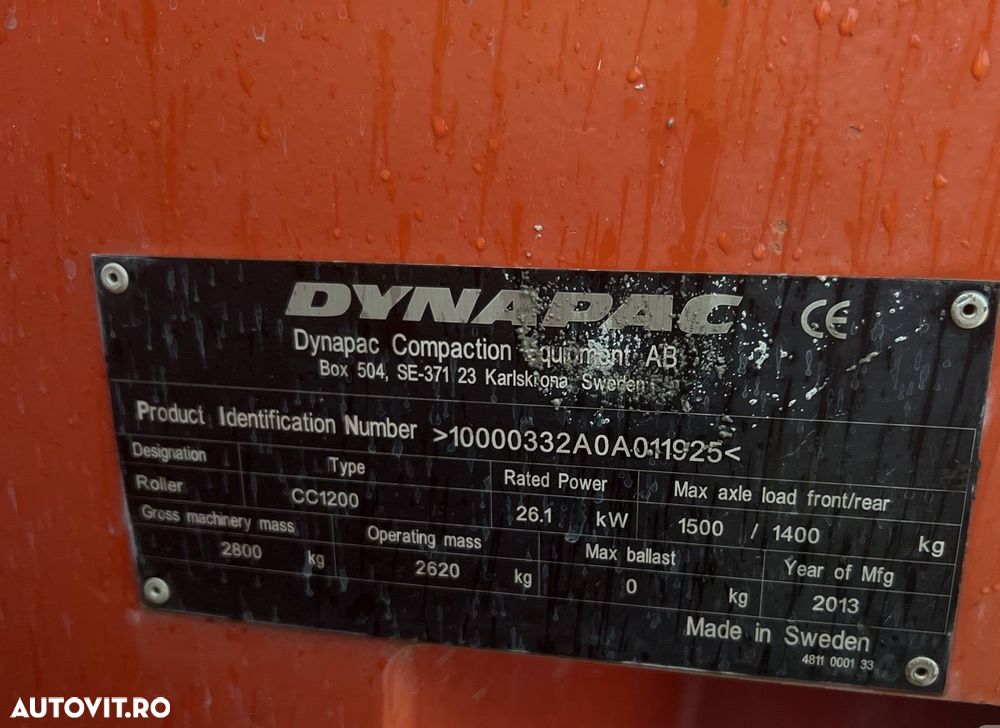 DYNAPAC CE
Dynapac Compaction Equipment AB
Box 504, SE-371 23 Karlskrona Sweden
Product Identification Number >10000332A0A011925<
Designation Type Rated Power Max axle load front/rear
Roller CC1200 26.1 kW 1500 / 1400 kg
Gross machinery mass Operating mass Max ballast Year of Mfg
2800 kg 2620 kg 0 kg 2013
Made in Sweden
4811 0001 33
AUTOVIT.RO